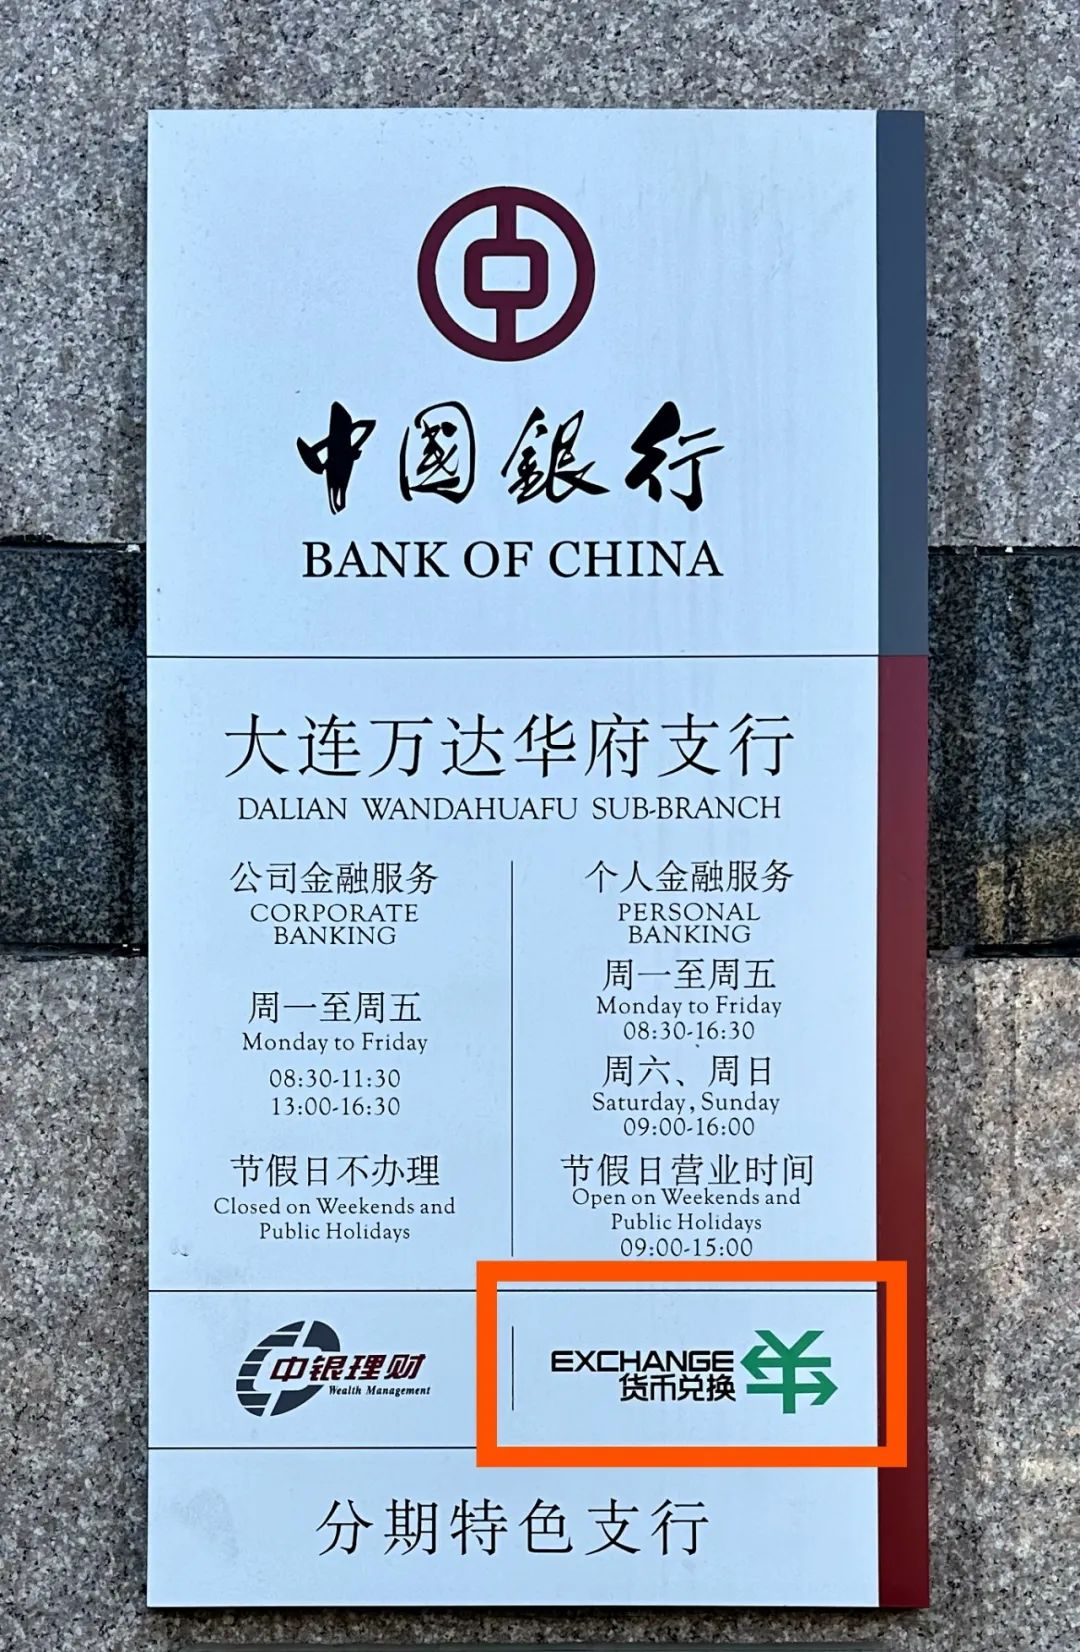 中國銀行
BANK OF CHINA
大连万达华府支行
DALIAN WANDAHUAFU SUB-BRANCH
公司金融服务
CORPORATE
BANKING
周一至周五
Monday to Friday
08:30-11:30
13:00-16:30
节假日不办理
Closed on Weekends and
Public Holidays
个人金融服务
PERSONAL
BANKING
周一至周五
Monday to Friday
08:30-16:30
周六、周日
Saturday, Sunday
09:00-16:00
节假日营业时间
Open on Weekends and
Public Holidays
09:00-15:00
中银理财
Wealth Management
EXCHANGE
货币兑换
分期特色支行